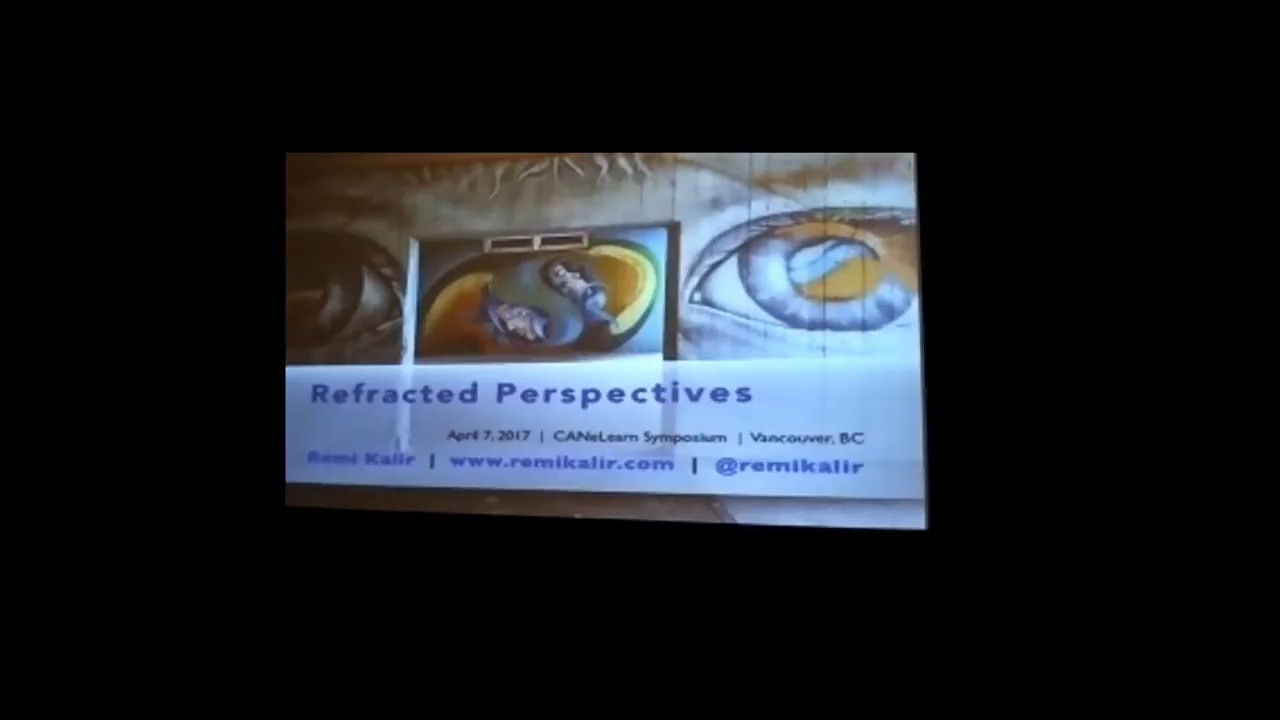 Refracted Perspectives
April 7, 2017 | CANeLearn Symposium | Vancouver, BC
Remi Kalir | www.remikalir.com | @remikalir